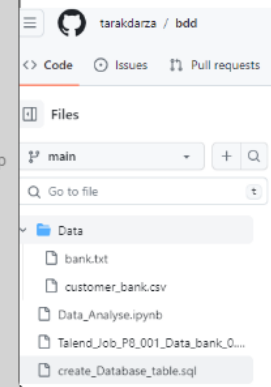 tarakdarza / bdd
<> Code Issues Pull requests
Files
main
Go to file t
Data
bank.txt
customer_bank.csv
Data_Analyse.ipynb
Talend_Job_P8_001_Data_bank_0....
create_Database_table.sql